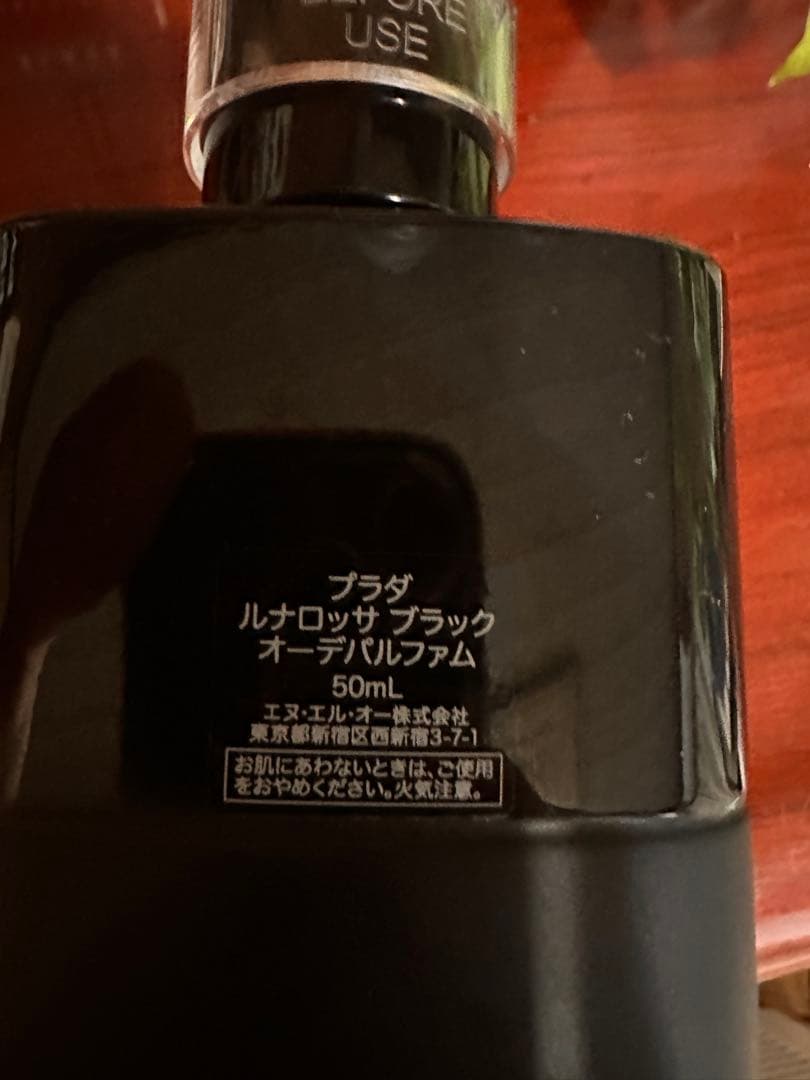 BEFORE
USE
プラダ
ルナロッサ ブラック
オーデパルファム
50mL
エヌ・エル・オー株式会社
東京都新宿区西新宿3-7-1
お肌にあわないときは、ご使用
をおやめください。火気注意。